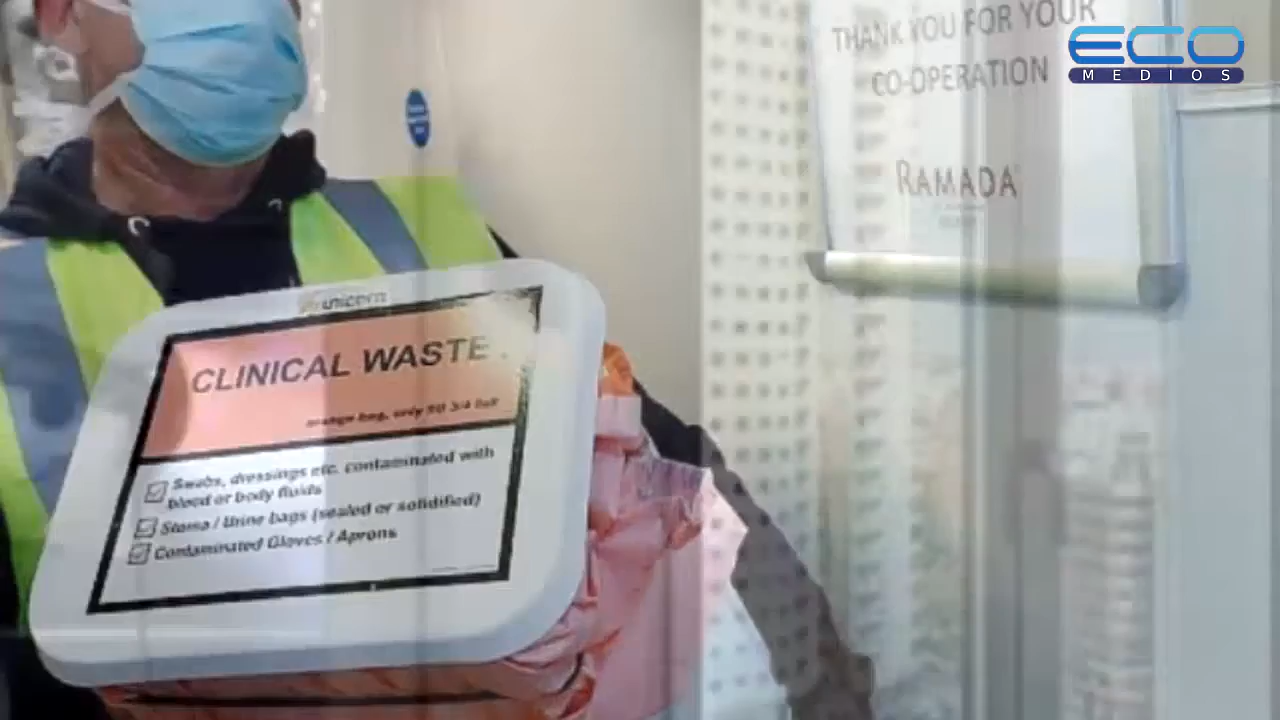 THANK YOU FOR YOUR
CO-OPERATION
RAMADA
ECO
MEDIOS
unicorn
CLINICAL WASTE
orange bag, only fill 3/4 full
Swabs, dressings etc. contaminated with
blood or body fluids
Stoma / Urine bags (sealed or solidified)
Contaminated Gloves / Aprons